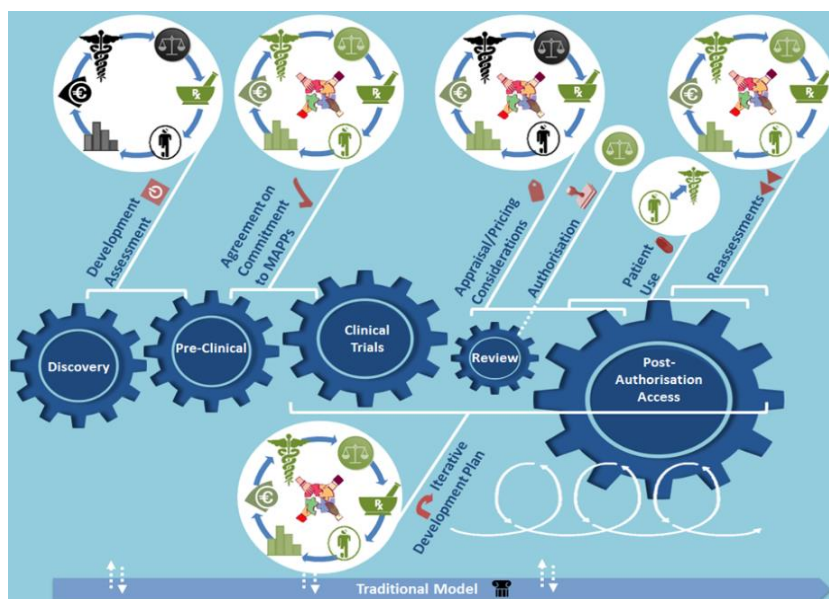 Development
Assessment
Agreement on
Commitment
to MAPPs
Appraisal/Pricing
Considerations
Authorisation
Patient
Use
Reassessments
Discovery
Pre-Clinical
Clinical
Trials
Review
Post-
Authorisation
Access
Iterative
Development Plan
Traditional Model